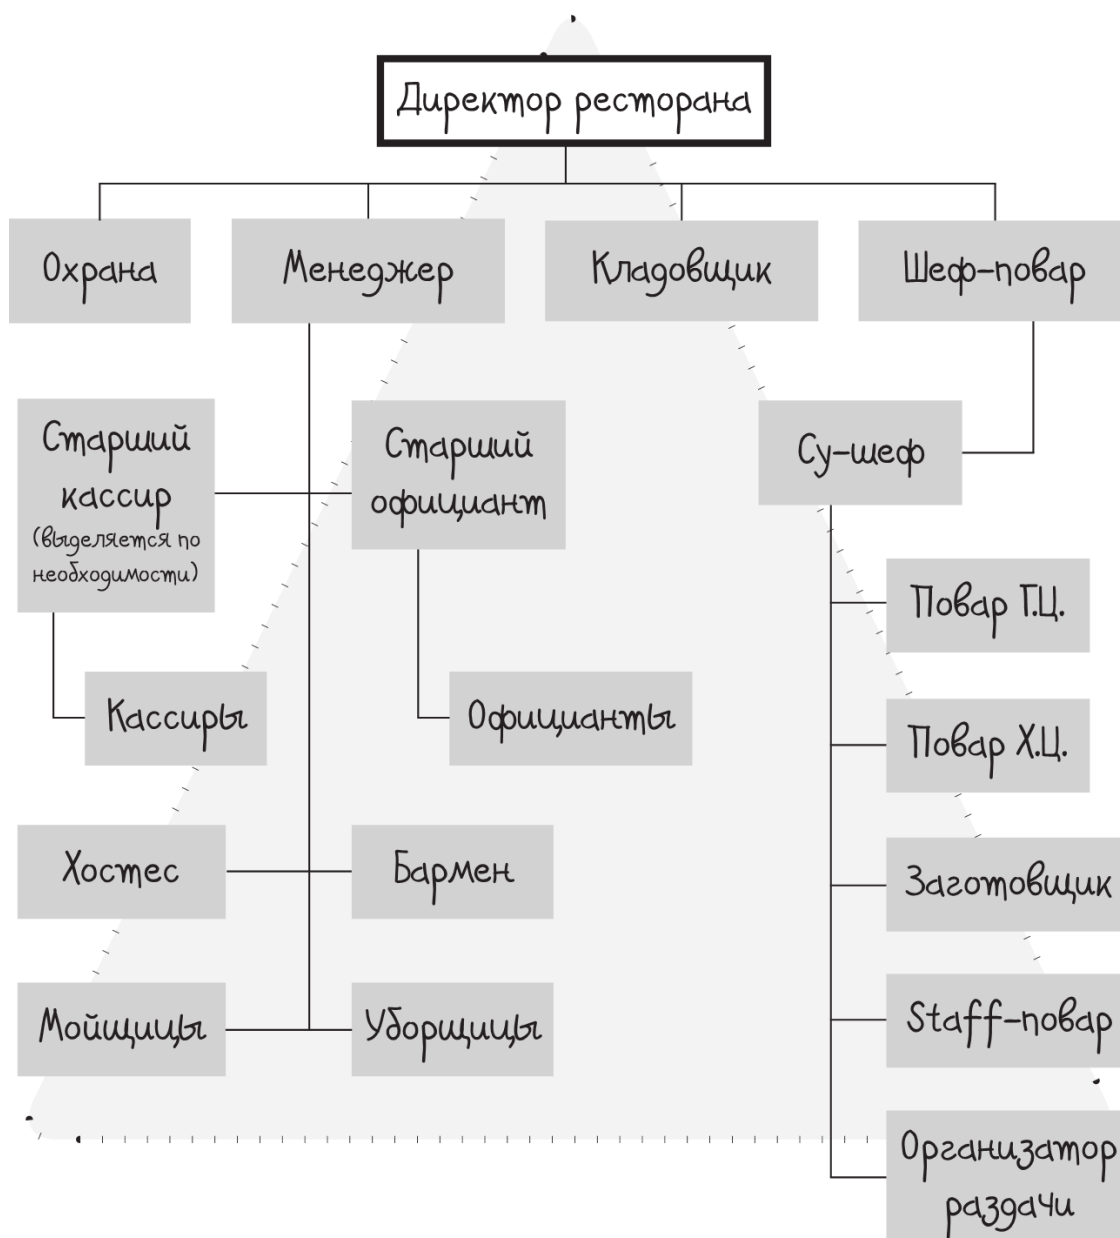 Директор ресторана
Охрана
Менеджер
Кладовщик
Шеф-повар
Старший
кассир
(выделяется по
необходимости)
Старший
официант
Су-шеф
Повар Г.Ц.
Кассиры
Официанты
Повар Х.Ц.
Хостес
Бармен
Заготовщик
Мойщицы
Уборщицы
Staff-повар
Организатор
раздачи